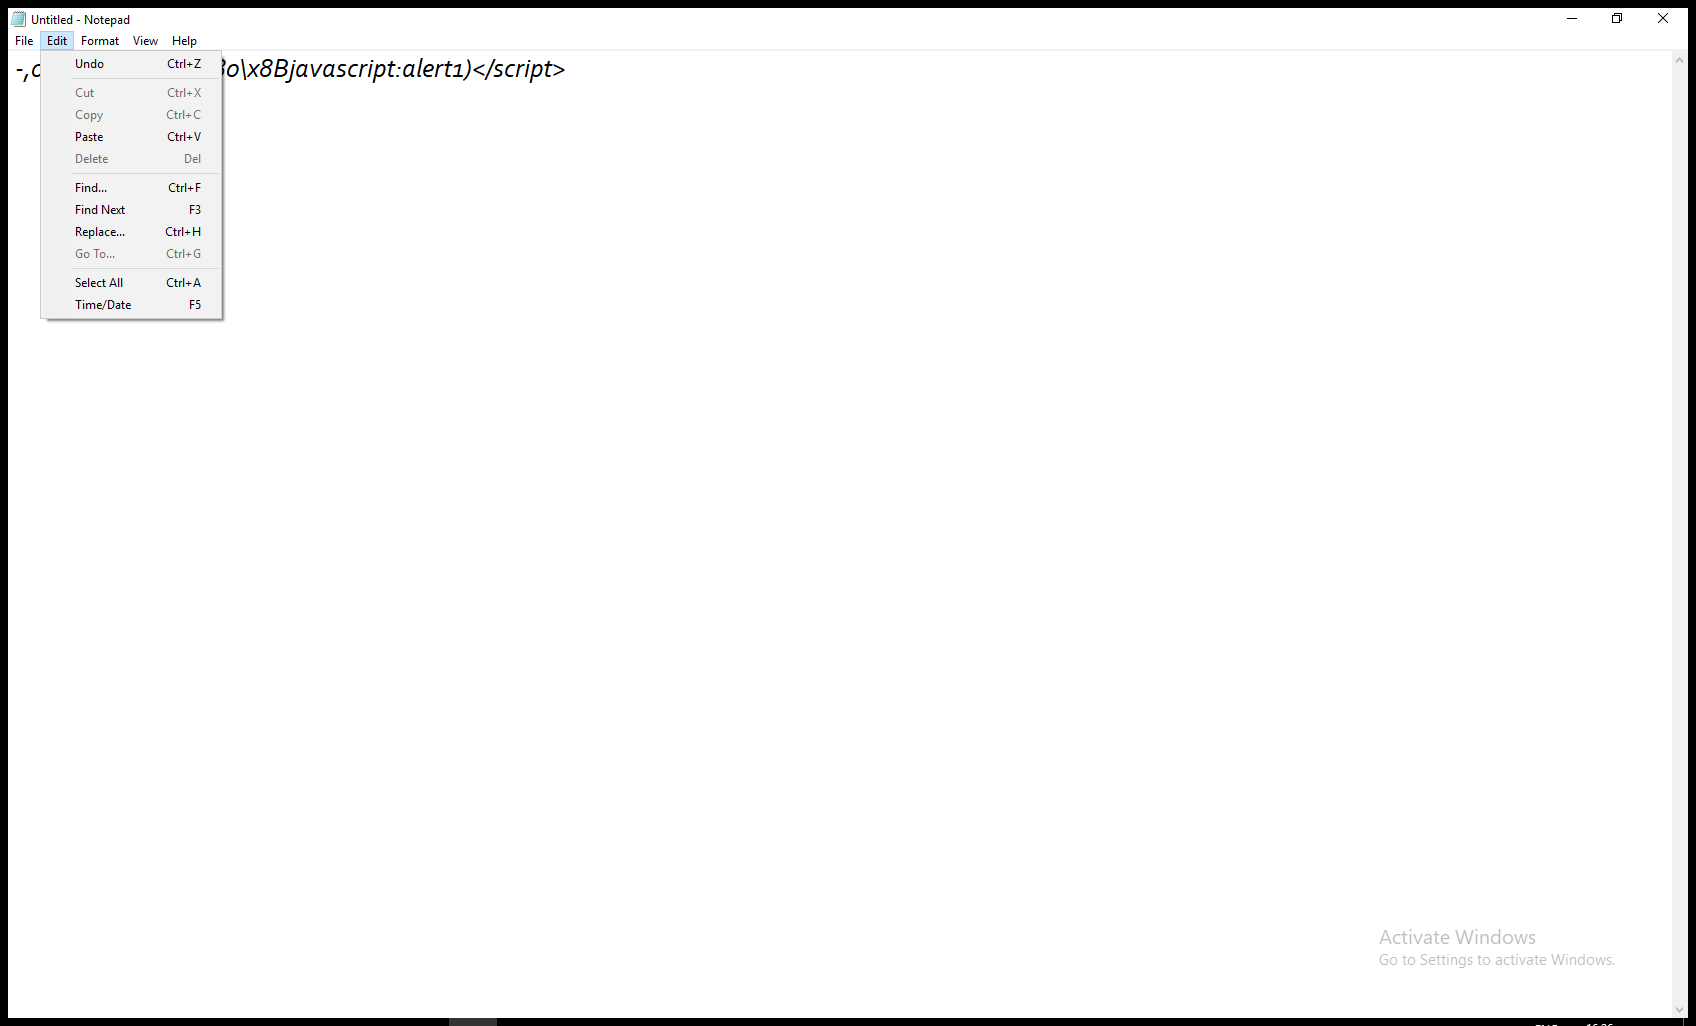 Untitled - Notepad
File Edit Format View Help
o\x8Bjavascript:alert1)</script>
Undo Ctrl+Z
Cut Ctrl+X
Copy Ctrl+C
Paste Ctrl+V
Delete Del
Find... Ctrl+F
Find Next F3
Replace... Ctrl+H
Go To... Ctrl+G
Select All Ctrl+A
Time/Date F5
Activate Windows
Go to Settings to activate Windows.